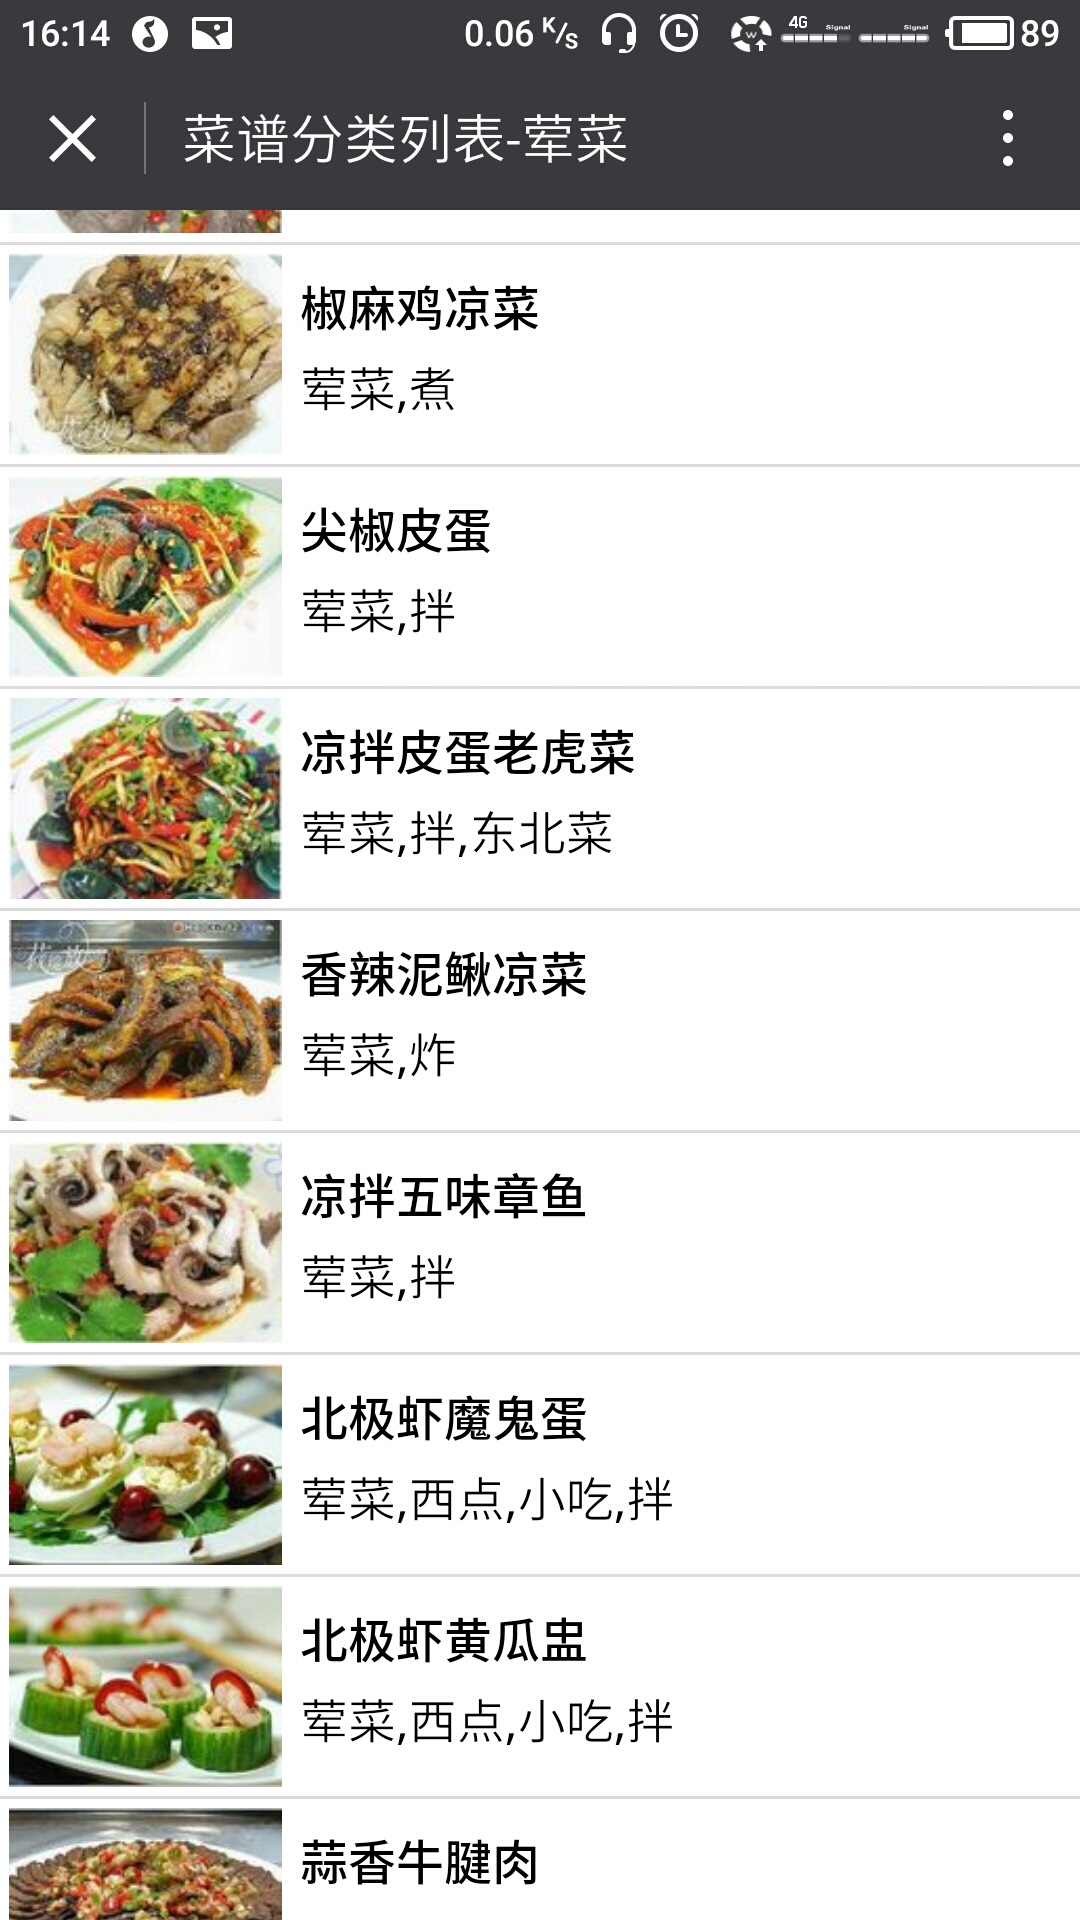 16:14 0.06 K/s 4G Signal Signal 89
菜谱分类列表-荤菜
椒麻鸡凉菜
荤菜,煮
尖椒皮蛋
荤菜,拌
凉拌皮蛋老虎菜
荤菜,拌,东北菜
香辣泥鳅凉菜
荤菜,炸
凉拌五味章鱼
荤菜,拌
北极虾魔鬼蛋
荤菜,西点,小吃,拌
北极虾黄瓜盅
荤菜,西点,小吃,拌
蒜香牛腱肉